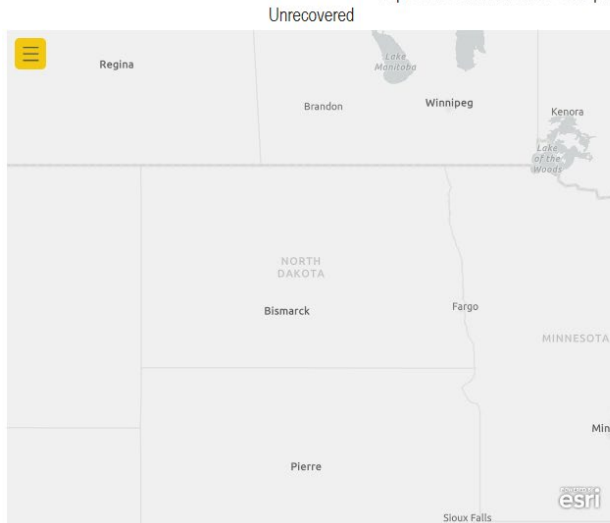 Unrecovered
Regina
Lake
Manitoba
Brandon
Winnipeg
Kenora
Lake
of the
Woods
NORTH
DAKOTA
Bismarck
Fargo
MINNESOTA
Min
Pierre
esri
Sioux Falls